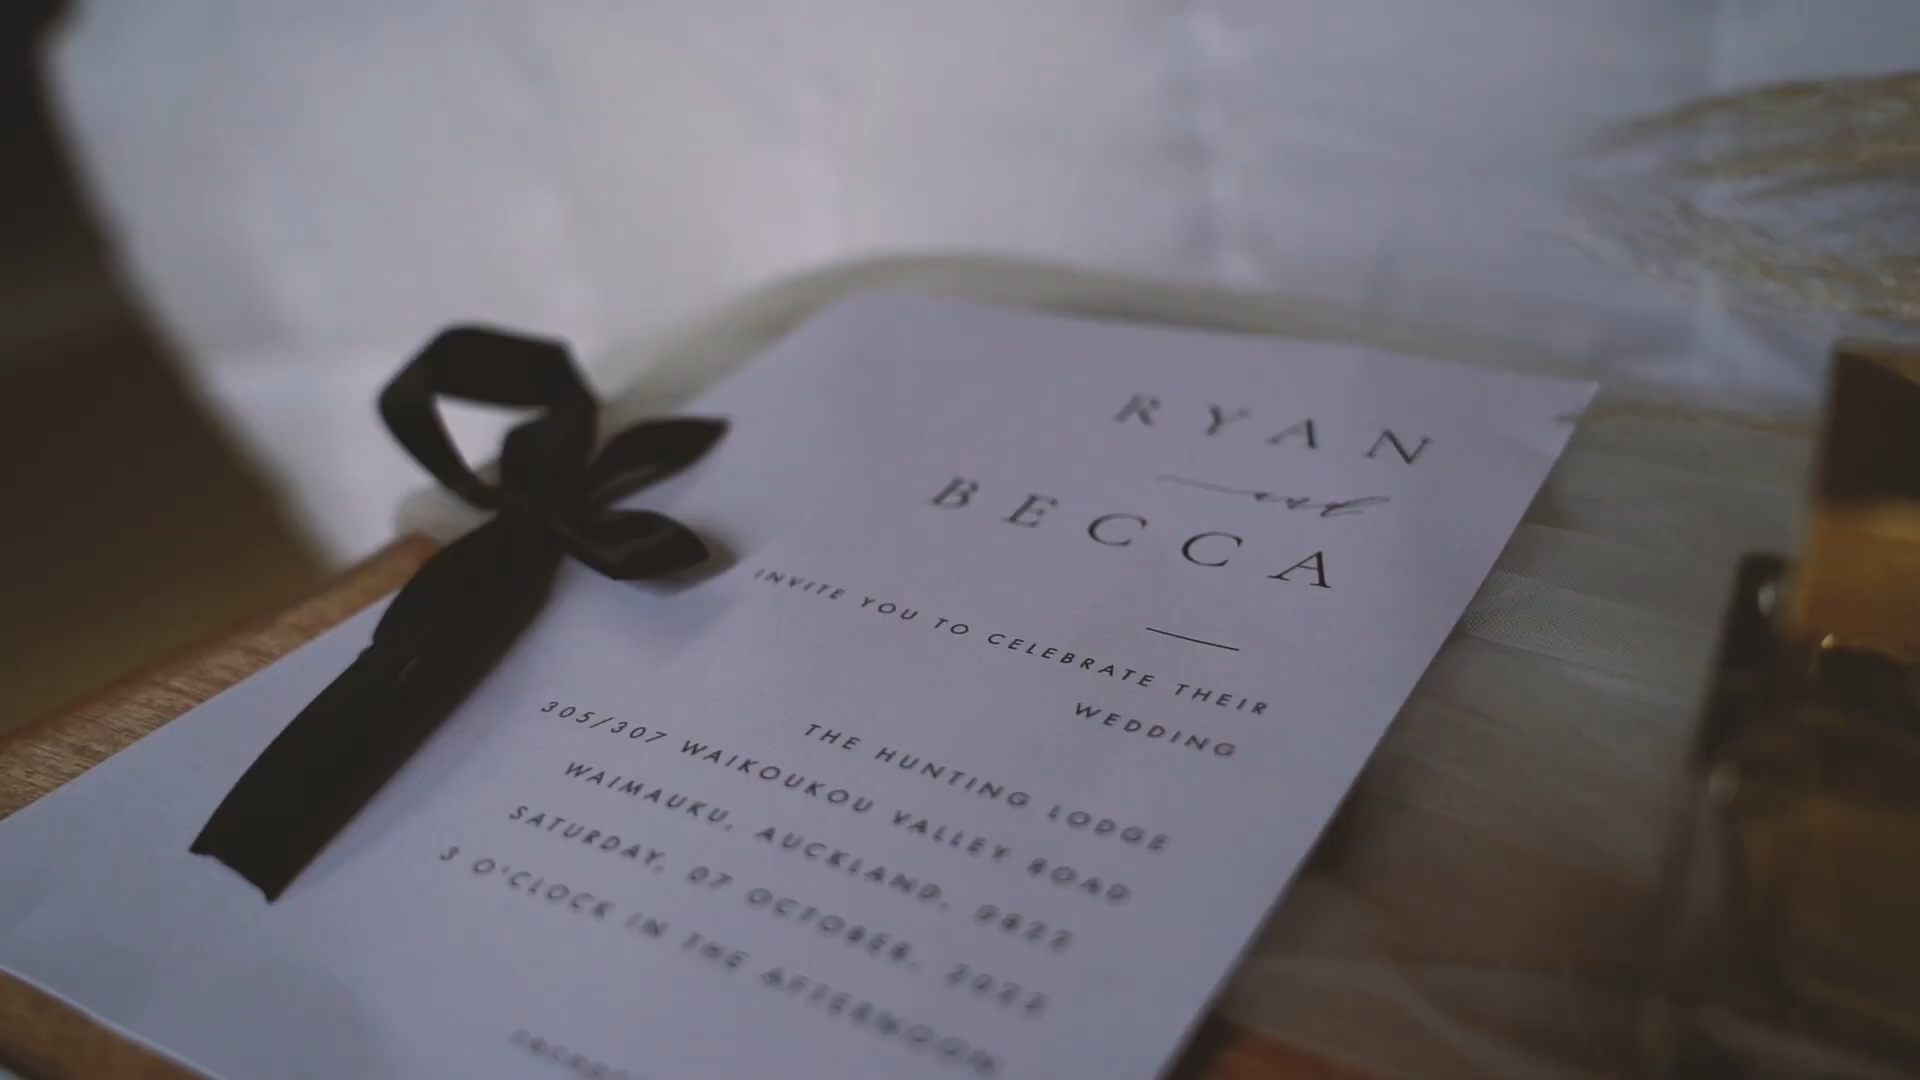 RYAN
and
BECCA
INVITE YOU TO CELEBRATE THEIR
WEDDING
THE HUNTING LODGE
305/307 WAIKOUKOU VALLEY ROAD
WAIMAUKU, AUCKLAND, 0822
SATURDAY, 07 OCTOBER,
3 O'CLOCK IN THE AFTERNOON